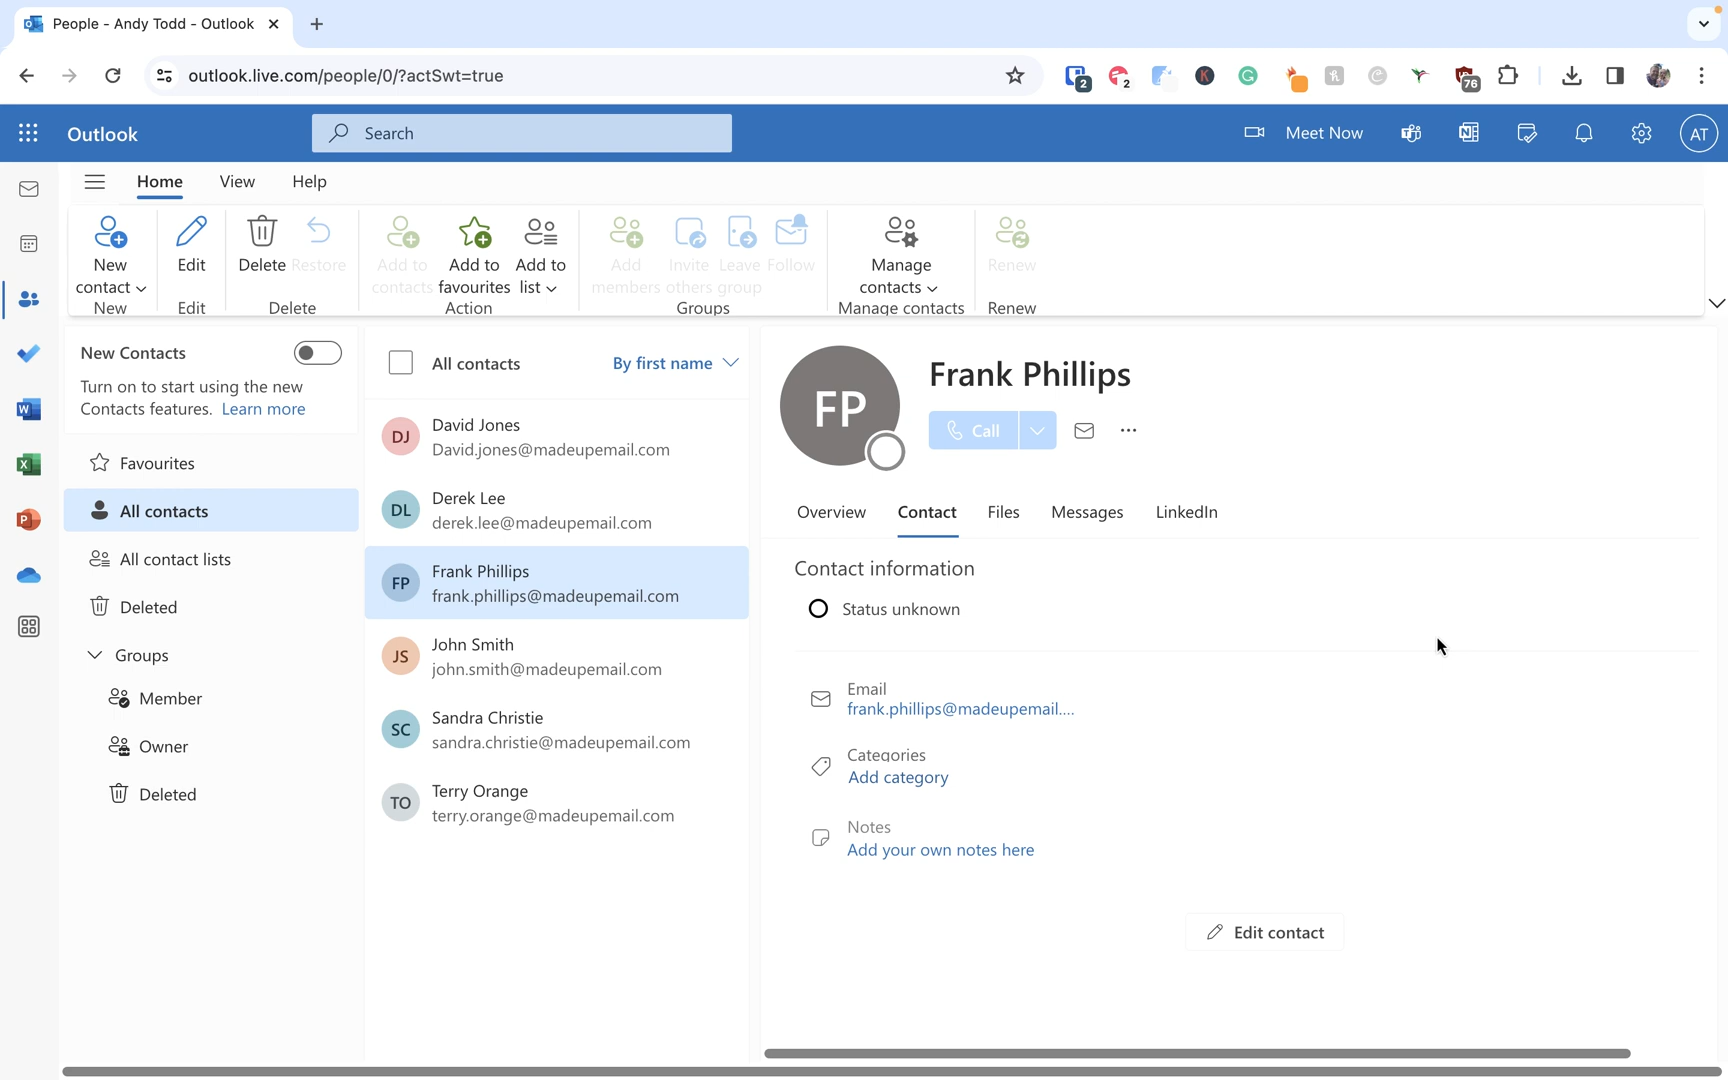 People - Andy Todd - Outlook
outlook.live.com/people/0/?actSwt=true
2
2
K
G
76
Outlook
Search
Meet Now
AT
Home View Help
New contact
Edit
Delete
Restore
Add to contacts
Add to favourites
Add to list
Add members
Invite others
Leave group
Follow
Manage contacts
Renew
New
Edit
Delete
Action
Groups
Manage contacts
Renew
New Contacts
Turn on to start using the new
Contacts features. Learn more
Favourites
All contacts
All contact lists
Deleted
Groups
Member
Owner
Deleted
All contacts By first name
DJ
David Jones
David.jones@madeupemail.com
DL
Derek Lee
derek.lee@madeupemail.com
FP
Frank Phillips
frank.phillips@madeupemail.com
JS
John Smith
john.smith@madeupemail.com
SC
Sandra Christie
sandra.christie@madeupemail.com
TO
Terry Orange
terry.orange@madeupemail.com
FP
Frank Phillips
Call
Overview Contact Files Messages LinkedIn
Contact information
Status unknown
Email
frank.phillips@madeupemail....
Categories
Add category
Notes
Add your own notes here
Edit contact